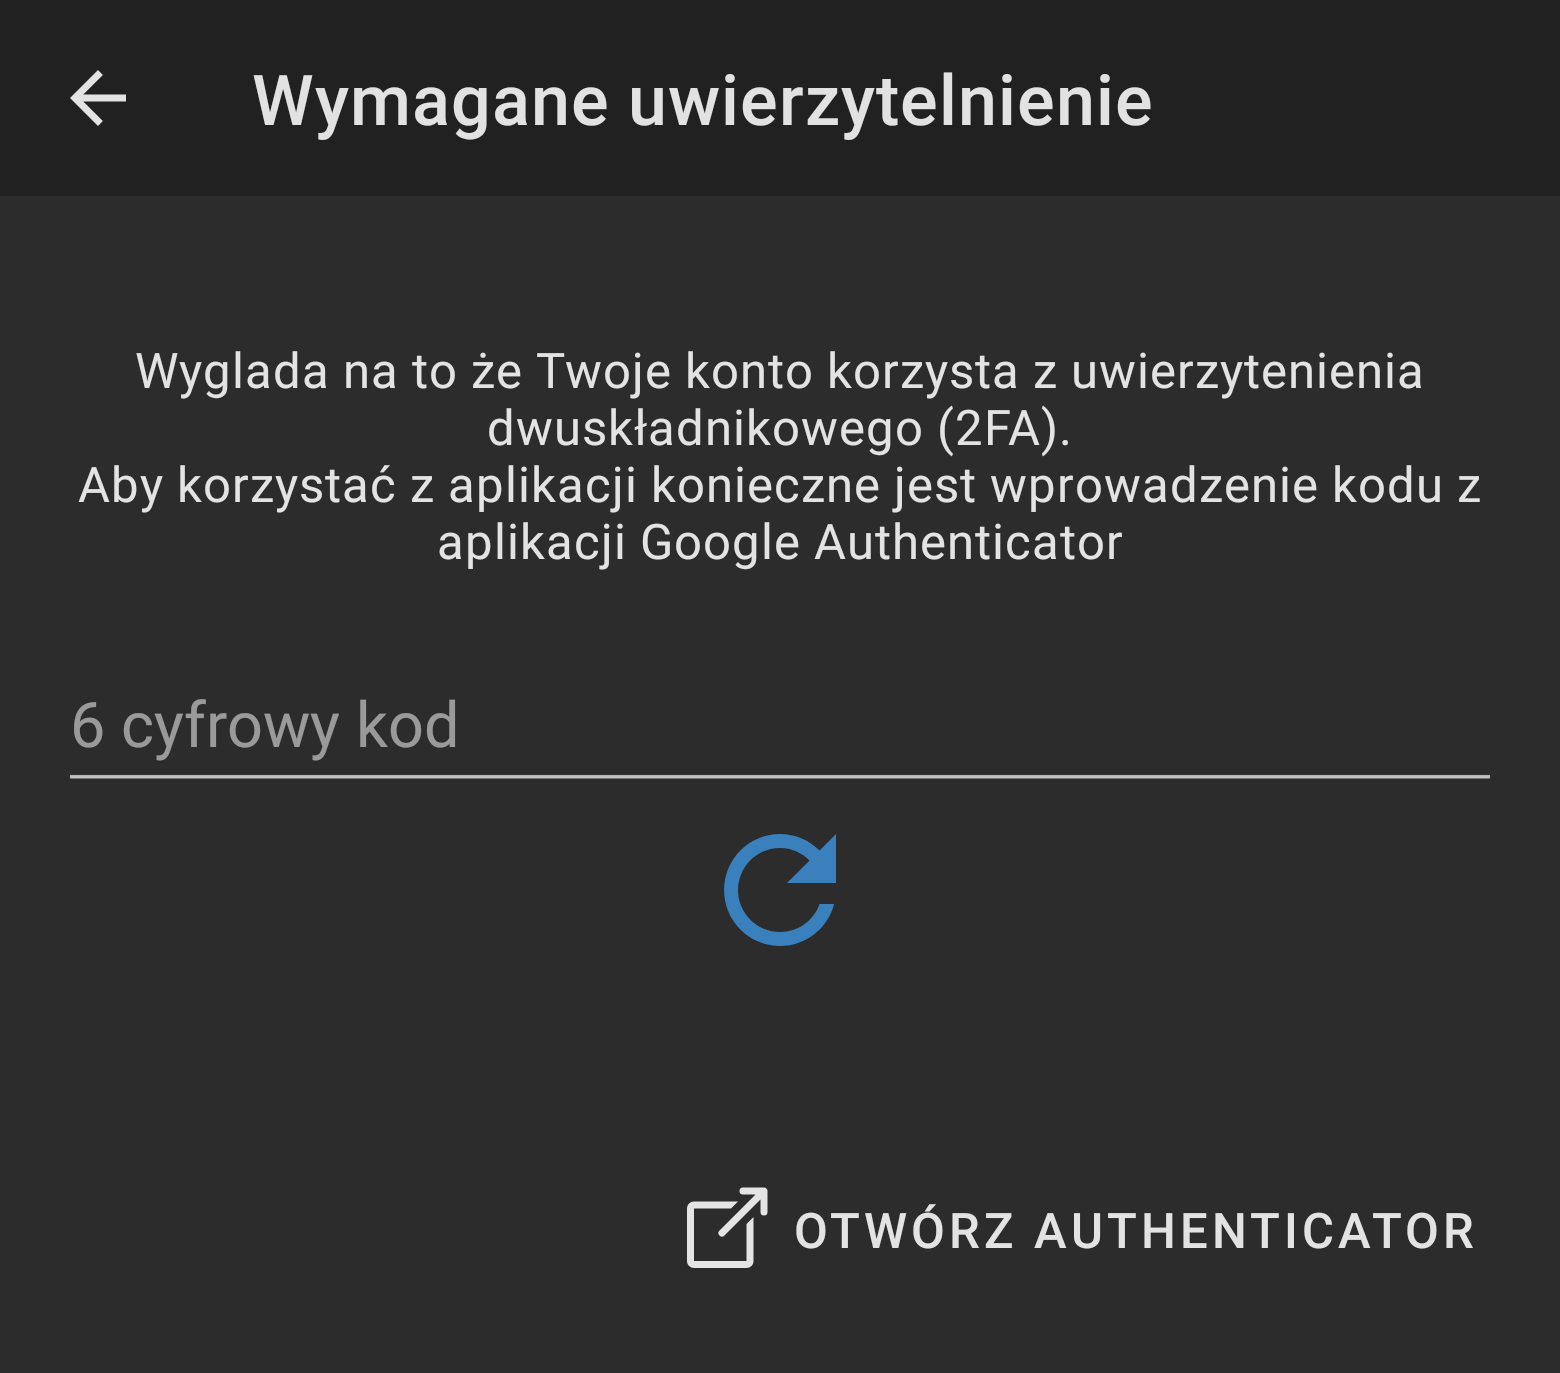 Wymagane uwierzytelnienie
Wyglada na to że Twoje konto korzysta z uwierzytenienia
dwuskładnikowego (2FA).
Aby korzystać z aplikacji konieczne jest wprowadzenie kodu z
aplikacji Google Authenticator
6 cyfrowy kod
OTWÓRZ AUTHENTICATOR